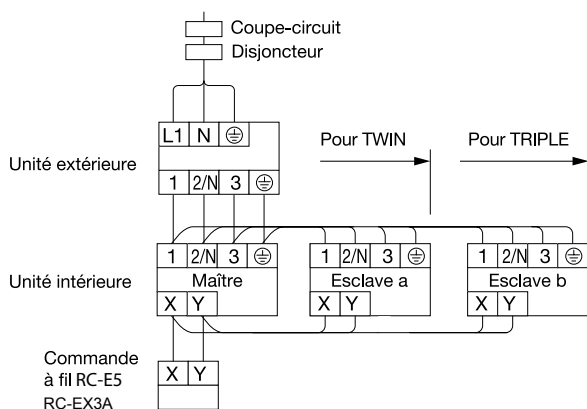 Coupe-circuit
Disjoncteur
L1 N ⏚
Unité extérieure
1 2/N 3 ⏚
Pour TWIN
Pour TRIPLE
1 2/N 3 ⏚
1 2/N 3 ⏚
1 2/N 3 ⏚
Unité intérieure
Maître
Esclave a
Esclave b
X Y
X Y
X Y
Commande
à fil RC-E5
RC-EX3A
X Y